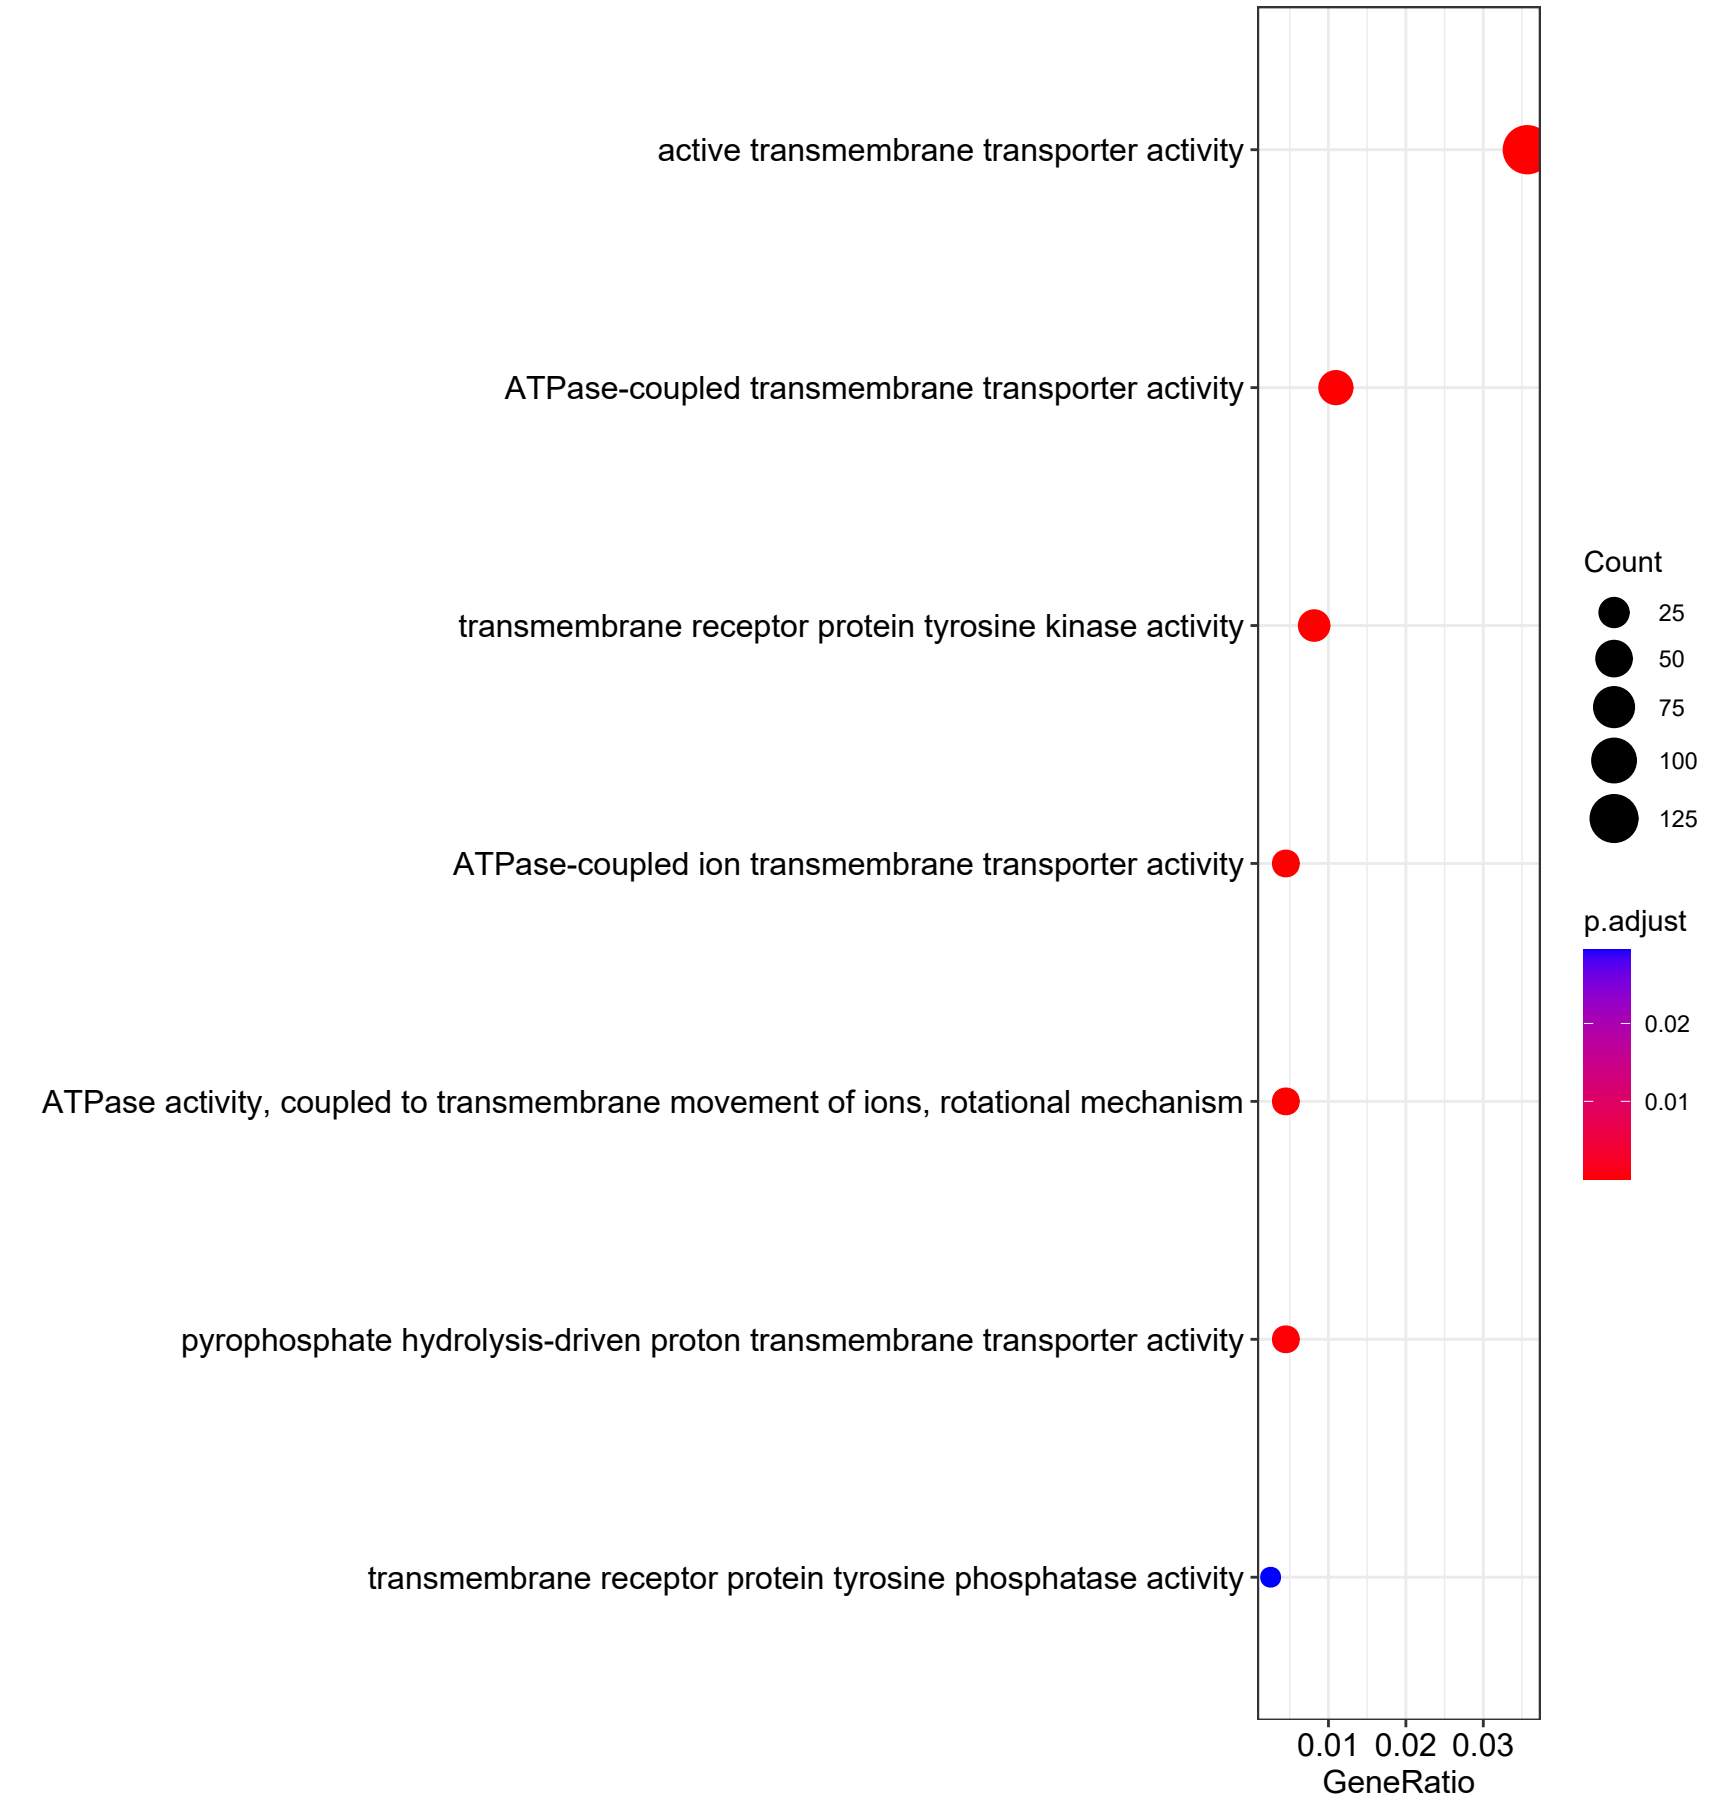 active transmembrane transporter activity
ATPase-coupled transmembrane transporter activity
transmembrane receptor protein tyrosine kinase activity
ATPase-coupled ion transmembrane transporter activity
ATPase activity, coupled to transmembrane movement of ions, rotational mechanism
pyrophosphate hydrolysis-driven proton transmembrane transporter activity
transmembrane receptor protein tyrosine phosphatase activity
0.01 0.02 0.03
GeneRatio
Count
25
50
75
100
125
p.adjust
0.02
0.01